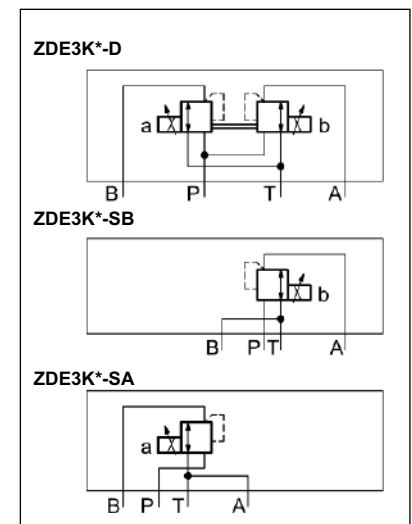 ZDE3K*-D
a b
B P T A
ZDE3K*-SB
b
B P T A
ZDE3K*-SA
a
B P T A